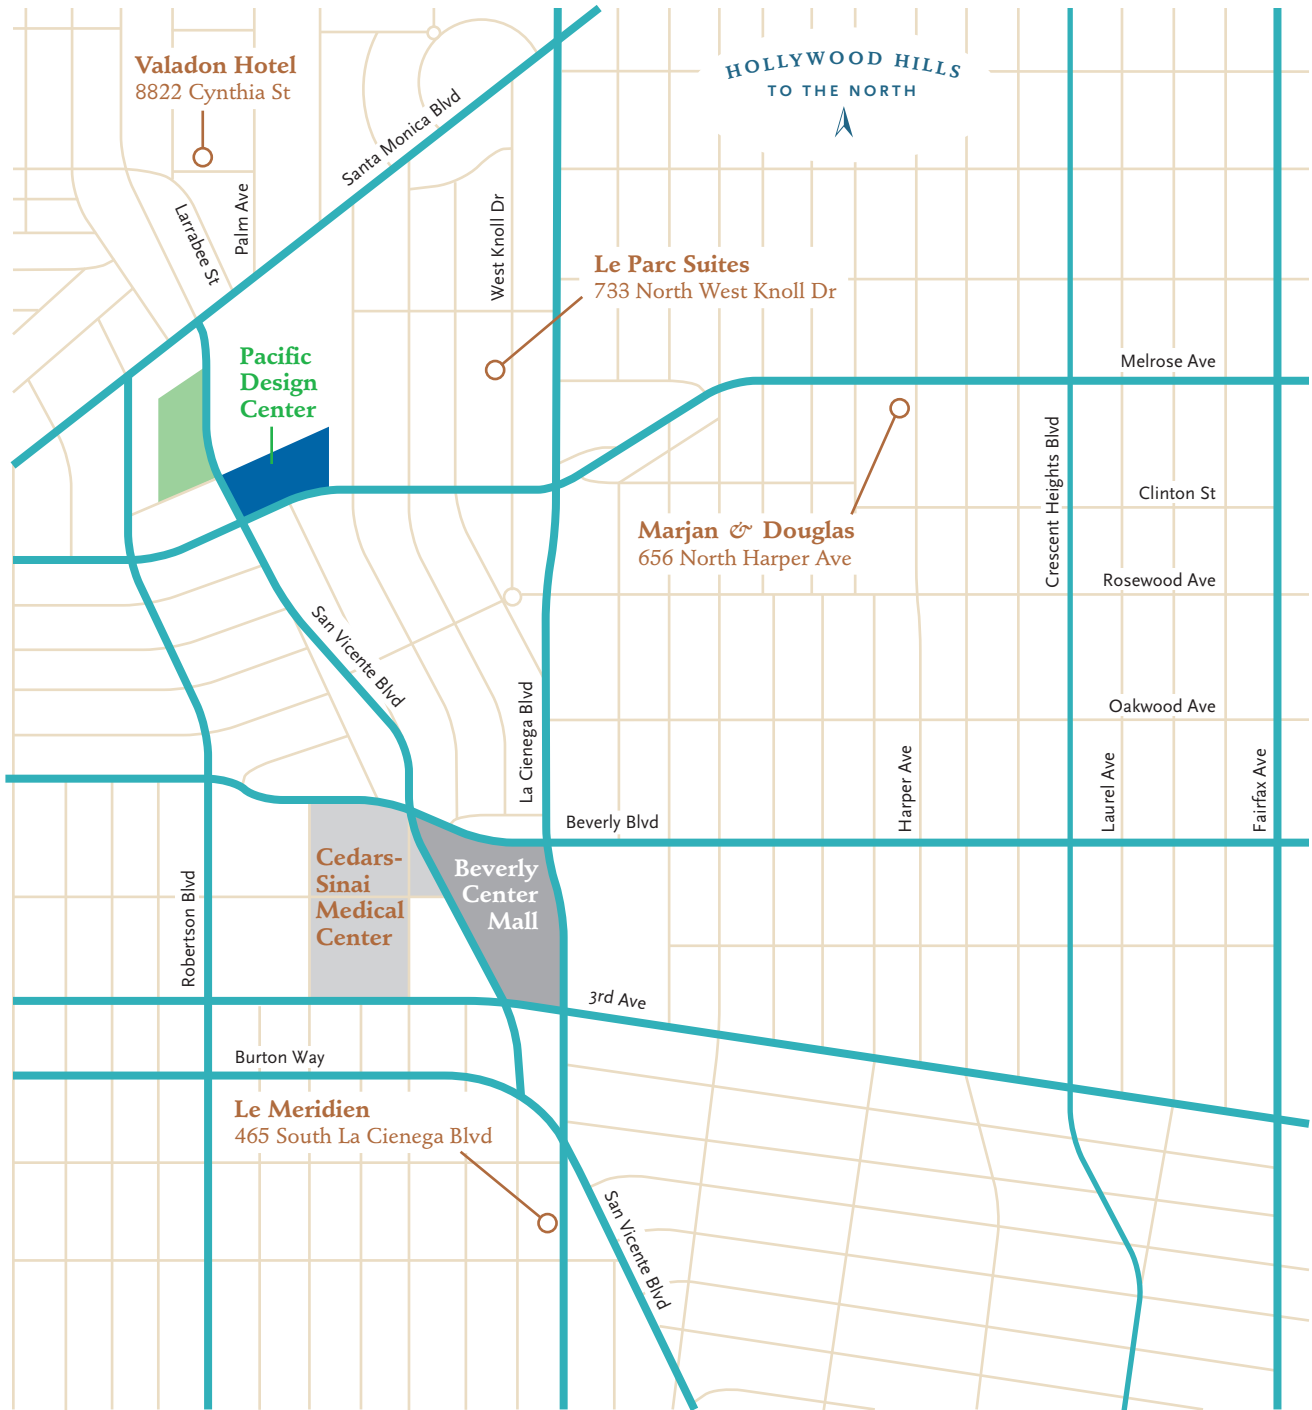 HOLLYWOOD HILLS
TO THE NORTH
Valadon Hotel
8822 Cynthia St
Santa Monica Blvd
Palm Ave
Larrabee St
West Knoll Dr
Le Parc Suites
733 North West Knoll Dr
Pacific
Design
Center
Melrose Ave
Crescent Heights Blvd
Clinton St
Marjan & Douglas
656 North Harper Ave
Rosewood Ave
San Vicente Blvd
La Cienega Blvd
Oakwood Ave
Harper Ave
Laurel Ave
Fairfax Ave
Beverly Blvd
Cedars-
Sinai
Medical
Center
Beverly
Center
Mall
Robertson Blvd
3rd Ave
Burton Way
Le Meridien
465 South La Cienega Blvd
San Vicente Blvd